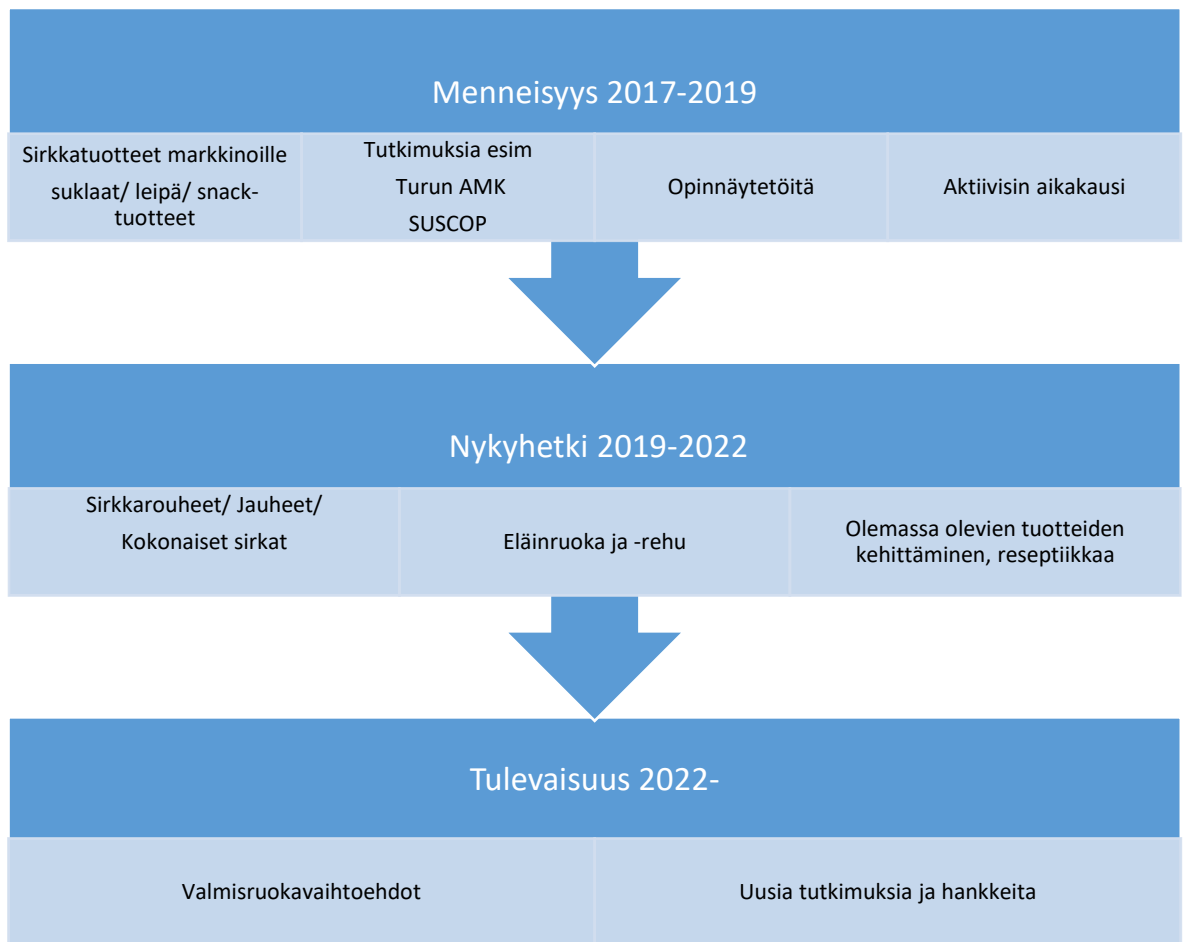 Menneisyys 2017-2019
Sirkkatuotteet markkinoille
suklaat/ leipä/ snack-
tuotteet
Tutkimuksia esim
Turun AMK
SUSCOP
Opinnäytetöitä
Aktiivisin aikakausi
Nykyhetki 2019-2022
Sirkkarouheet/ Jauheet/
Kokonaiset sirkat
Eläinruoka ja -rehu
Olemassa olevien tuotteiden
kehittäminen, reseptiikkaa
Tulevaisuus 2022-
Valmisruokavaihtoehdot
Uusia tutkimuksia ja hankkeita